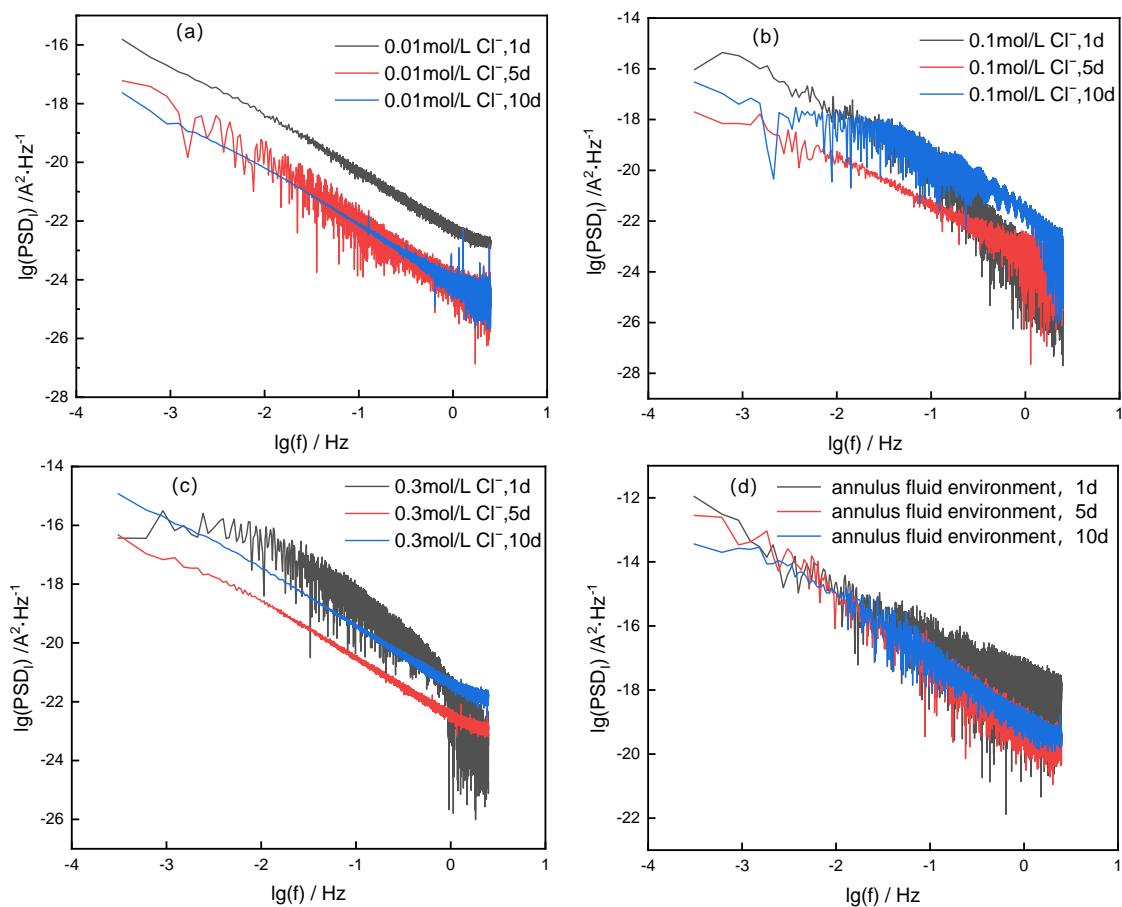 (a)
0.01mol/L Cl⁻,1d
0.01mol/L Cl⁻,5d
0.01mol/L Cl⁻,10d
-16
-18
-20
-22
-24
-26
-28
-4
-3
-2
-1
0
1
lg(PSD_I) /A²·Hz⁻¹
lg(f) / Hz
(b)
0.1mol/L Cl⁻,1d
0.1mol/L Cl⁻,5d
0.1mol/L Cl⁻,10d
-14
-16
-18
-20
-22
-24
-26
-28
-4
-3
-2
-1
0
1
lg(PSD_I) /A²·Hz⁻¹
lg(f) / Hz
(c)
0.3mol/L Cl⁻,1d
0.3mol/L Cl⁻,5d
0.3mol/L Cl⁻,10d
-14
-16
-18
-20
-22
-24
-26
-4
-3
-2
-1
0
1
lg(PSD_I) /A²·Hz⁻¹
lg(f) / Hz
(d)
annulus fluid environment, 1d
annulus fluid environment, 5d
annulus fluid environment, 10d
-12
-14
-16
-18
-20
-22
-4
-3
-2
-1
0
1
lg(PSD_I) /A²·Hz⁻¹
lg(f) / Hz